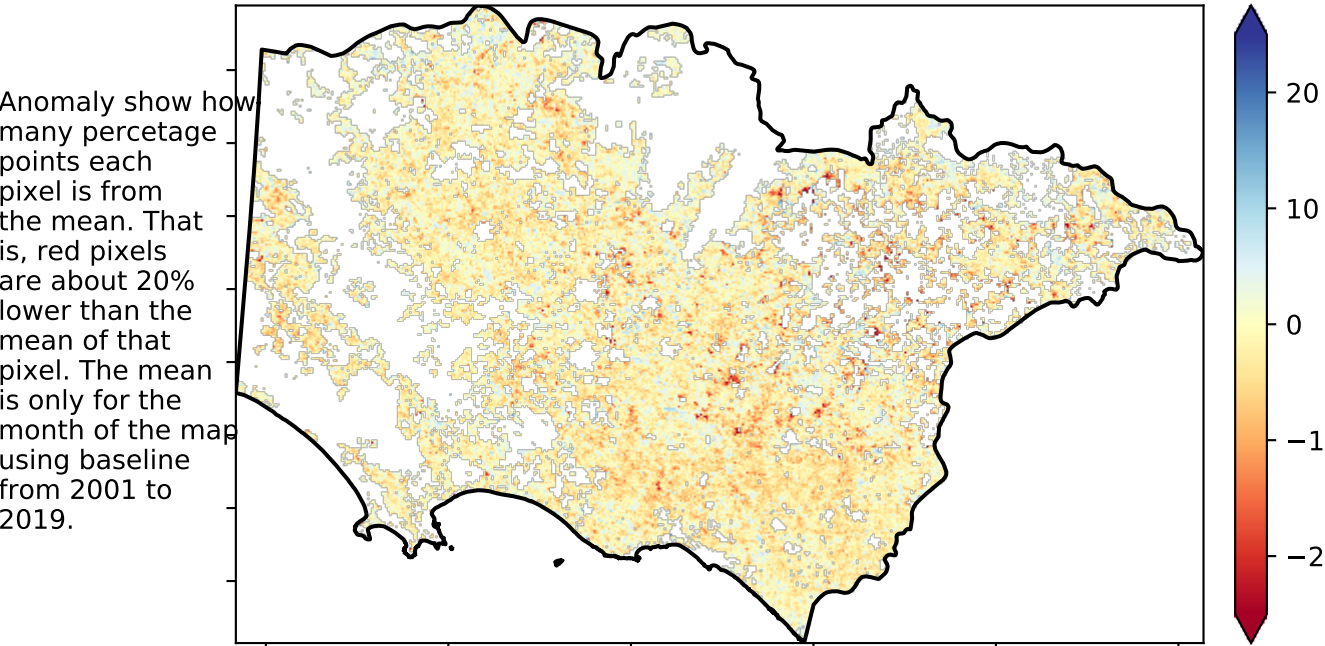 Anomaly show how
many percetage
points each
pixel is from
the mean. That
is, red pixels
are about 20%
lower than the
mean of that
pixel. The mean
is only for the
month of the map
using baseline
from 2001 to
2019.
20
10
0
−1
−2